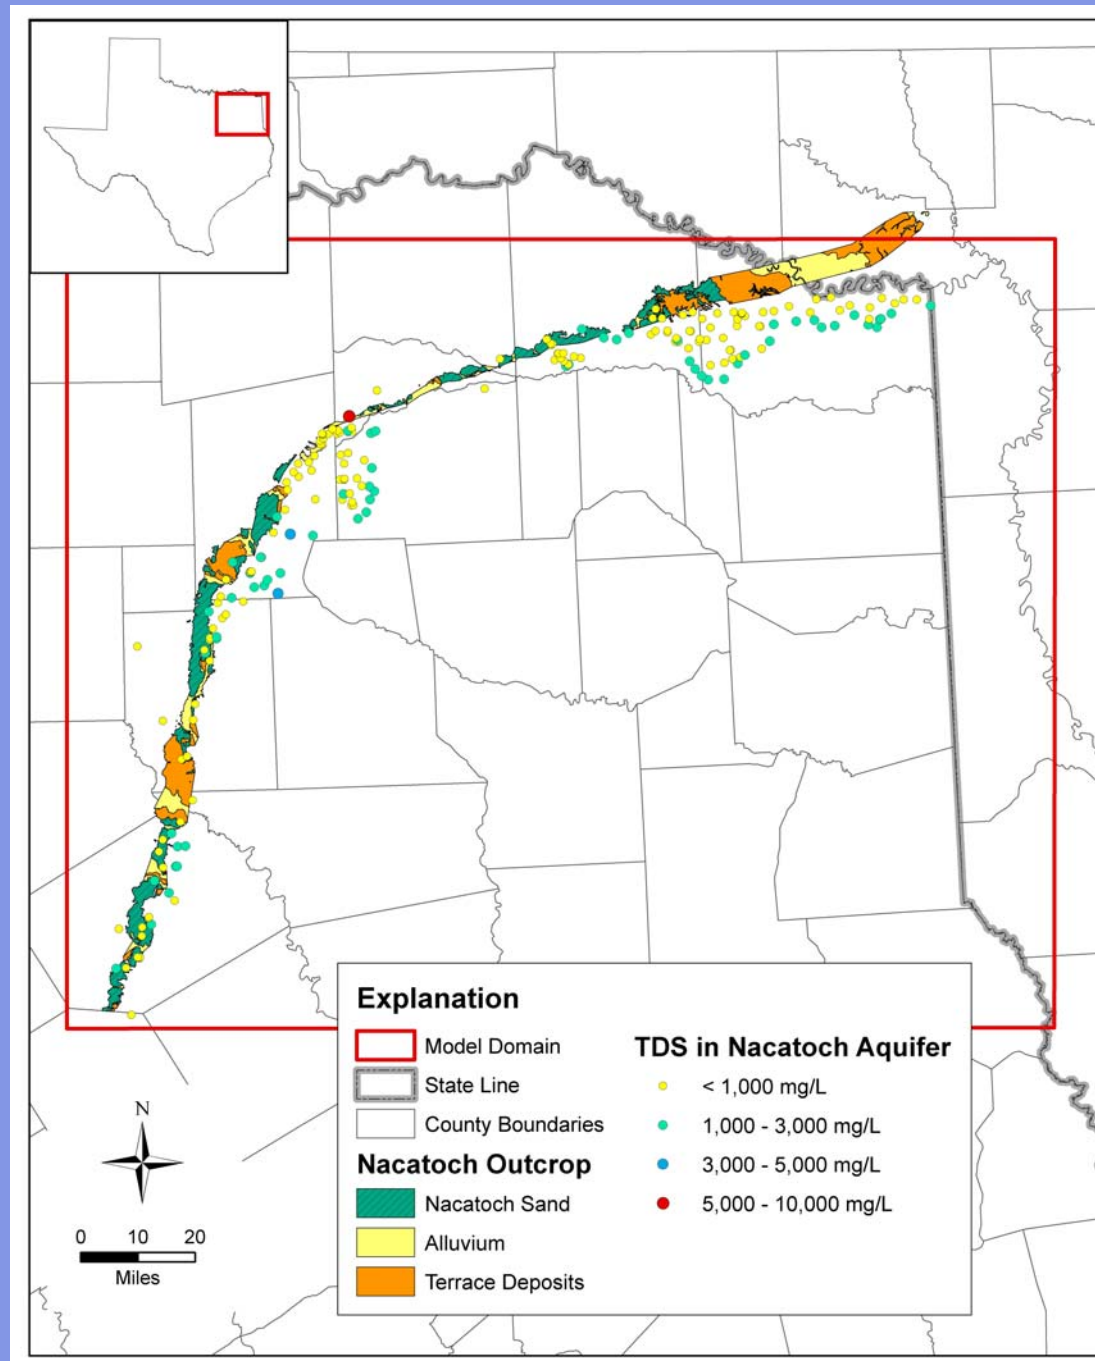 Explanation
Model Domain
State Line
County Boundaries
Nacatoch Outcrop
Nacatoch Sand
Alluvium
Terrace Deposits
TDS in Nacatoch Aquifer
< 1,000 mg/L
1,000 - 3,000 mg/L
3,000 - 5,000 mg/L
5,000 - 10,000 mg/L
N
0 10 20
Miles